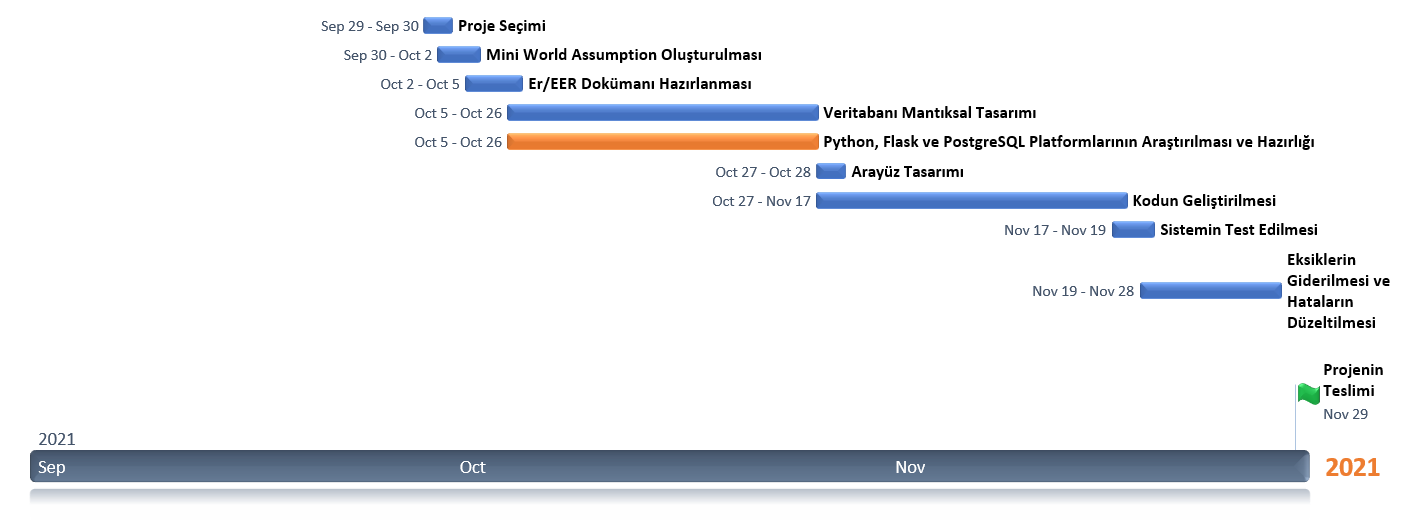 Sep 29 - Sep 30 Proje Seçimi
Sep 30 - Oct 2 Mini World Assumption Oluşturulması
Oct 2 - Oct 5 Er/EER Dokümanı Hazırlanması
Oct 5 - Oct 26 Veritabanı Mantıksal Tasarımı
Oct 5 - Oct 26 Python, Flask ve PostgreSQL Platformlarının Araştırılması ve Hazırlığı
Oct 27 - Oct 28 Arayüz Tasarımı
Oct 27 - Nov 17 Kodun Geliştirilmesi
Nov 17 - Nov 19 Sistemin Test Edilmesi
Nov 19 - Nov 28
Eksiklerin
Giderilmesi ve
Hataların
Düzeltilmesi
Projenin
Teslimi
Nov 29
2021
Sep Oct Nov 2021